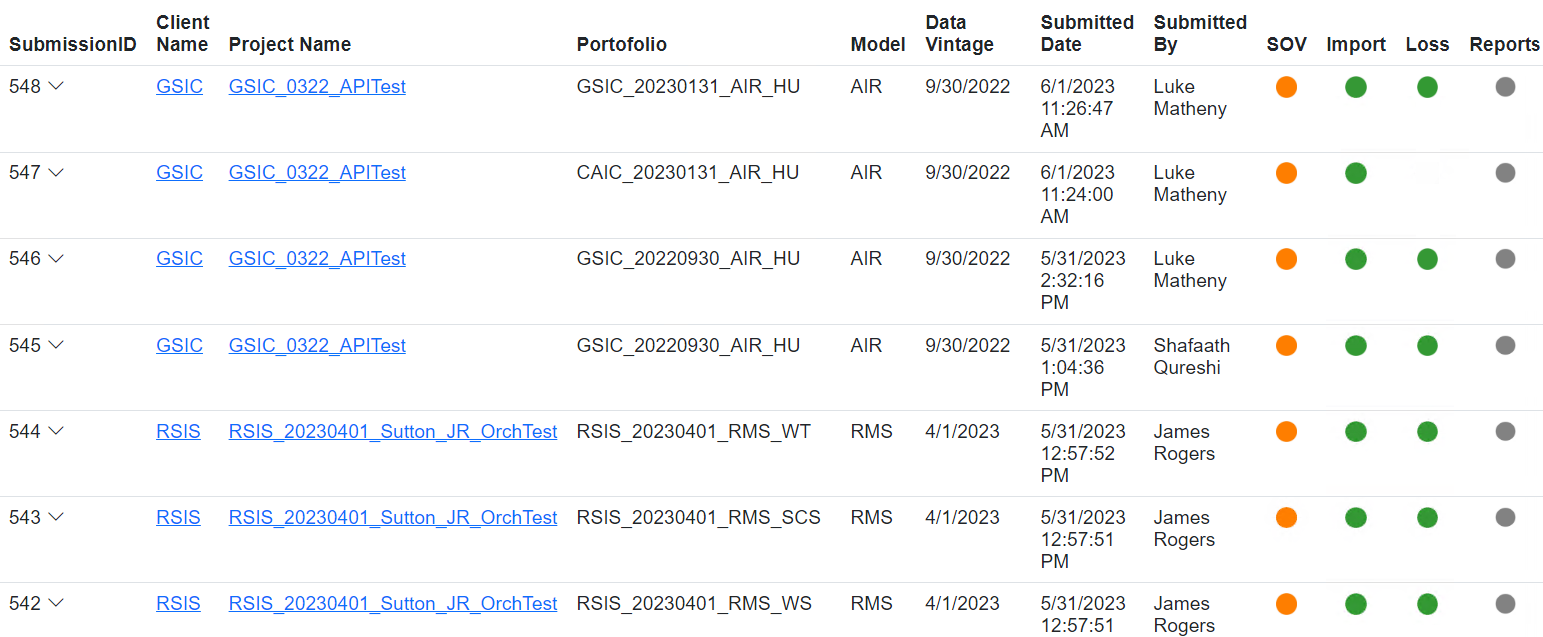 SubmissionID Client Name Project Name Portofolio Model Data Vintage Submitted Date Submitted By SOV Import Loss Reports
548 GSIC GSIC_0322_APITest GSIC_20230131_AIR_HU AIR 9/30/2022 6/1/2023 11:26:47 AM Luke Matheny
547 GSIC GSIC_0322_APITest CAIC_20230131_AIR_HU AIR 9/30/2022 6/1/2023 11:24:00 AM Luke Matheny
546 GSIC GSIC_0322_APITest GSIC_20220930_AIR_HU AIR 9/30/2022 5/31/2023 2:32:16 PM Luke Matheny
545 GSIC GSIC_0322_APITest GSIC_20220930_AIR_HU AIR 9/30/2022 5/31/2023 1:04:36 PM Shafaath Qureshi
544 RSIS RSIS_20230401_Sutton_JR_OrchTest RSIS_20230401_RMS_WT RMS 4/1/2023 5/31/2023 12:57:52 PM James Rogers
543 RSIS RSIS_20230401_Sutton_JR_OrchTest RSIS_20230401_RMS_SCS RMS 4/1/2023 5/31/2023 12:57:51 PM James Rogers
542 RSIS RSIS_20230401_Sutton_JR_OrchTest RSIS_20230401_RMS_WS RMS 4/1/2023 5/31/2023 12:57:51 James Rogers